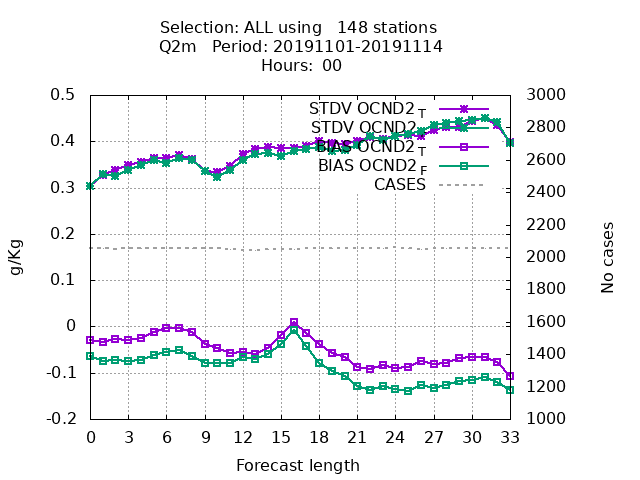 Selection: ALL using   148 stations
Q2m   Period: 20191101-20191114
Hours: 00
0.5
0.4
0.3
0.2
0.1
0
-0.1
-0.2
g/Kg
STDV OCND2 T
STDV OCND2 F
BIAS OCND2 T
BIAS OCND2 F
CASES
3000
2800
2600
2400
2200
2000
1800
1600
1400
1200
1000
No cases
0 3 6 9 12 15 18 21 24 27 30 33
Forecast length